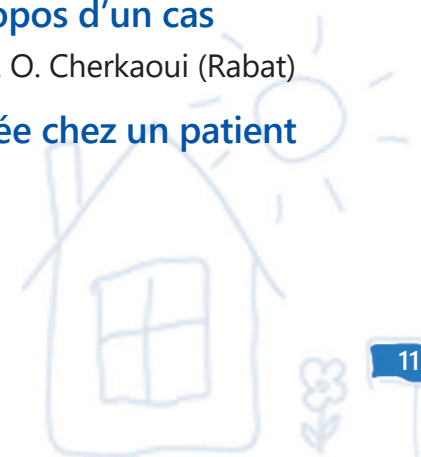 opos d'un cas
. O. Cherkaoui (Rabat)
ée chez un patient
11